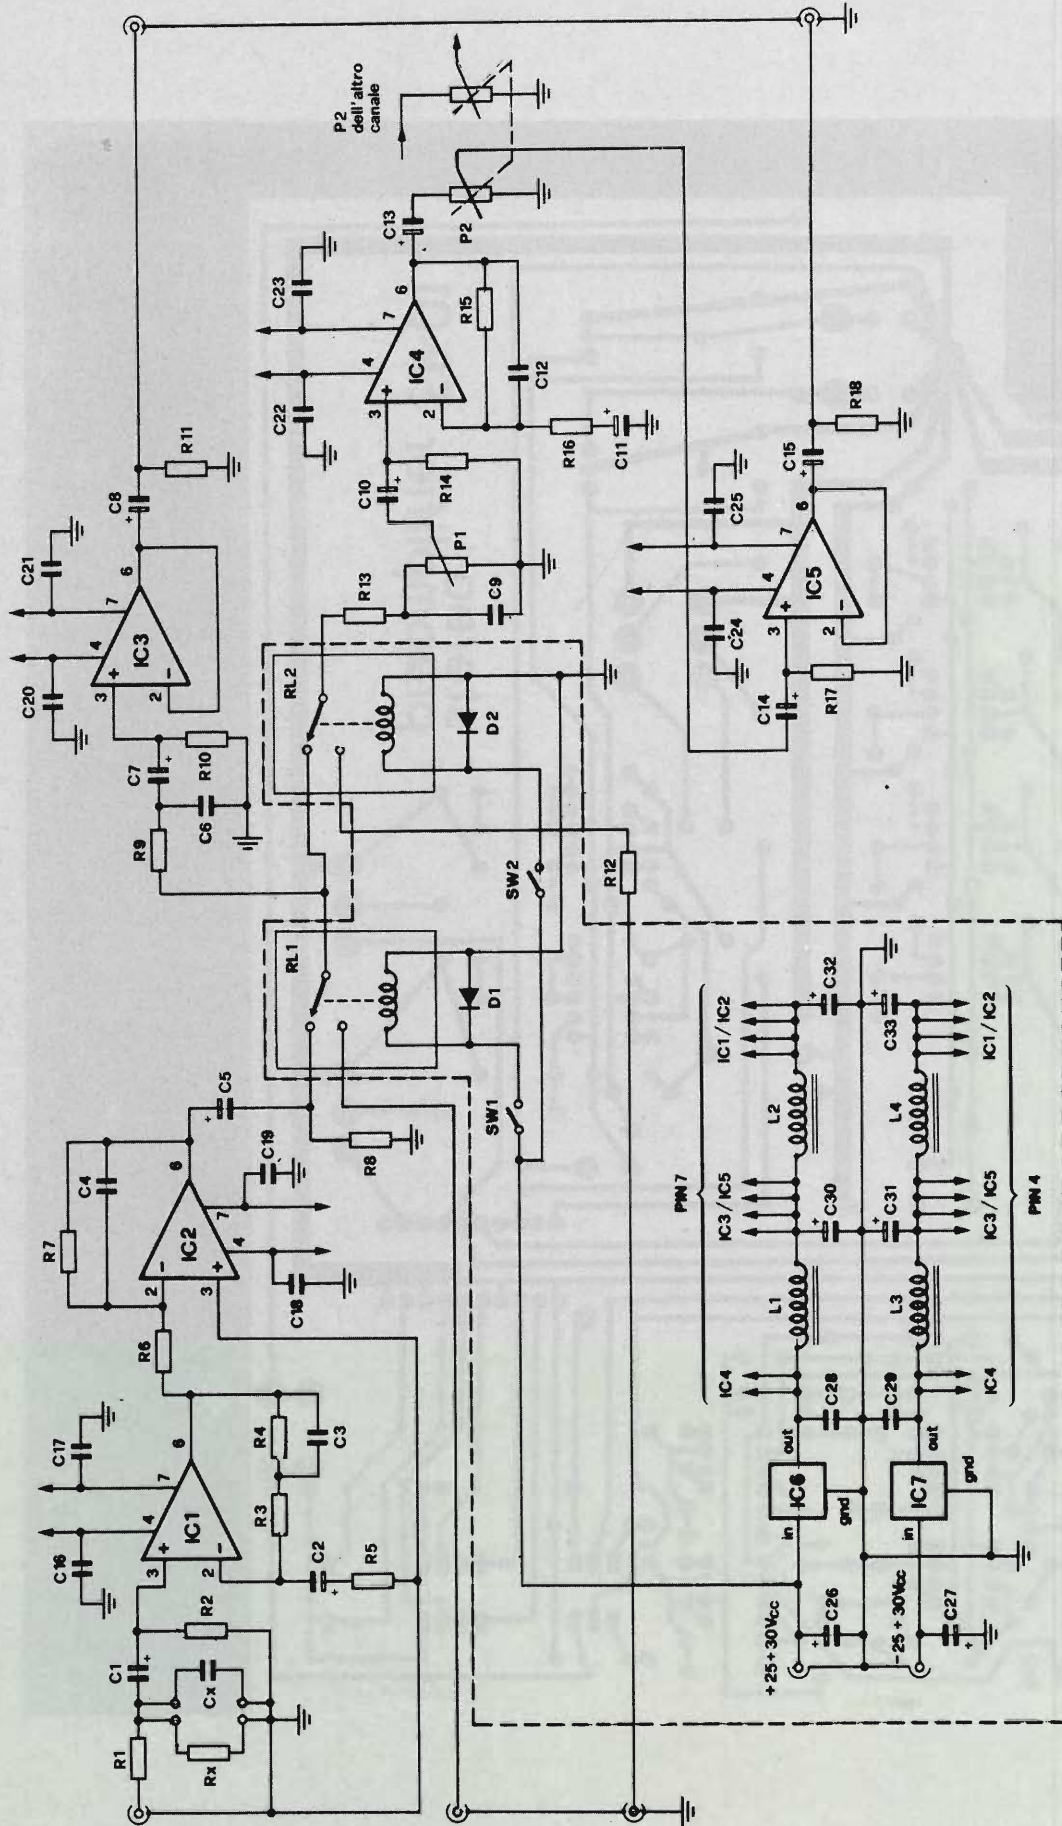 P2
dell'altro
canale
C21
C20
7
4
IC3
+
−
3
2
6
C8
+
R11
C7
+
R10
C6
R9
C23
C22
7
4
IC4
+
−
3
2
6
C13
+
P2
R15
C12
R16
C11
+
C10
+
R14
P1
R13
C9
RL2
D2
RL1
D1
SW2
SW1
R12
C25
C24
7
4
IC5
+
−
3
2
6
C15
+
R18
C14
+
R17
C5
+
C4
R7
R6
IC2
−
+
2
3
6
7
4
C19
C18
R8
C17
C16
7
4
IC1
+
−
3
2
6
R4
C3
R3
C2
+
R5
R2
C1
+
Cx
Rx
R1
PIN 7
IC1/IC2
IC3/IC5
IC4
L2
L1
C32
+
C30
+
C28
C33
+
C31
+
C29
L4
L3
IC1/IC2
IC3/IC5
IC4
PIN 4
out
IC6
in
gnd
out
IC7
in
gnd
+25÷30Vcc
C26
+
−25÷30Vcc
C27
+